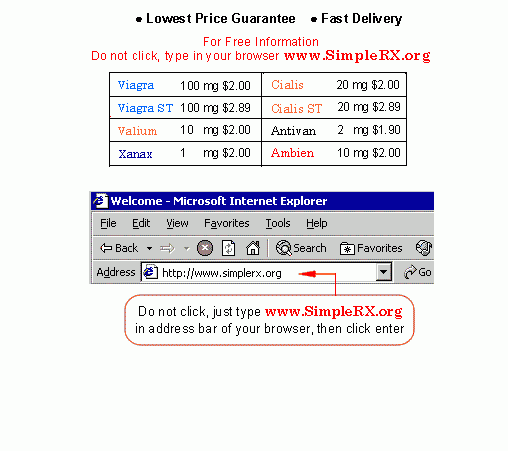 ● Lowest Price Guarantee ● Fast Delivery
For Free Information
Do not click, type in your browser www.SimpleRX.org
Viagra 100 mg $2.00 Cialis 20 mg $2.00
Viagra ST 100 mg $2.89 Cialis ST 20 mg $2.89
Valium 10 mg $2.00 Antivan 2 mg $1.90
Xanax 1 mg $2.00 Ambien 10 mg $2.00
Welcome - Microsoft Internet Explorer
File Edit View Favorites Tools Help
Back Search Favorites
Address http://www.simplerx.org Go
Do not click, just type www.SimpleRX.org
in address bar of your browser, then click enter